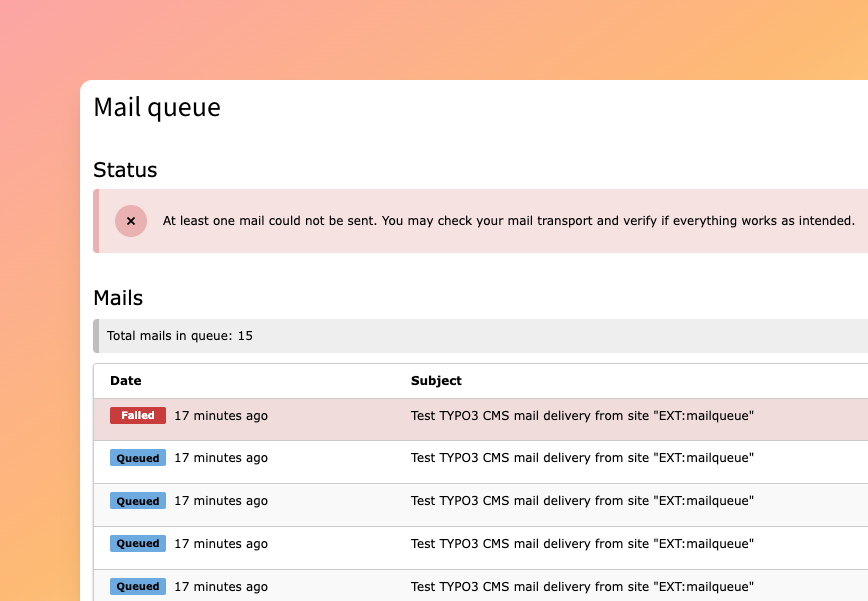 Mail queue
Status
× At least one mail could not be sent. You may check your mail transport and verify if everything works as intended.
Mails
Total mails in queue: 15
Date Subject
Failed 17 minutes ago Test TYPO3 CMS mail delivery from site "EXT:mailqueue"
Queued 17 minutes ago Test TYPO3 CMS mail delivery from site "EXT:mailqueue"
Queued 17 minutes ago Test TYPO3 CMS mail delivery from site "EXT:mailqueue"
Queued 17 minutes ago Test TYPO3 CMS mail delivery from site "EXT:mailqueue"
Queued 17 minutes ago Test TYPO3 CMS mail delivery from site "EXT:mailqueue"